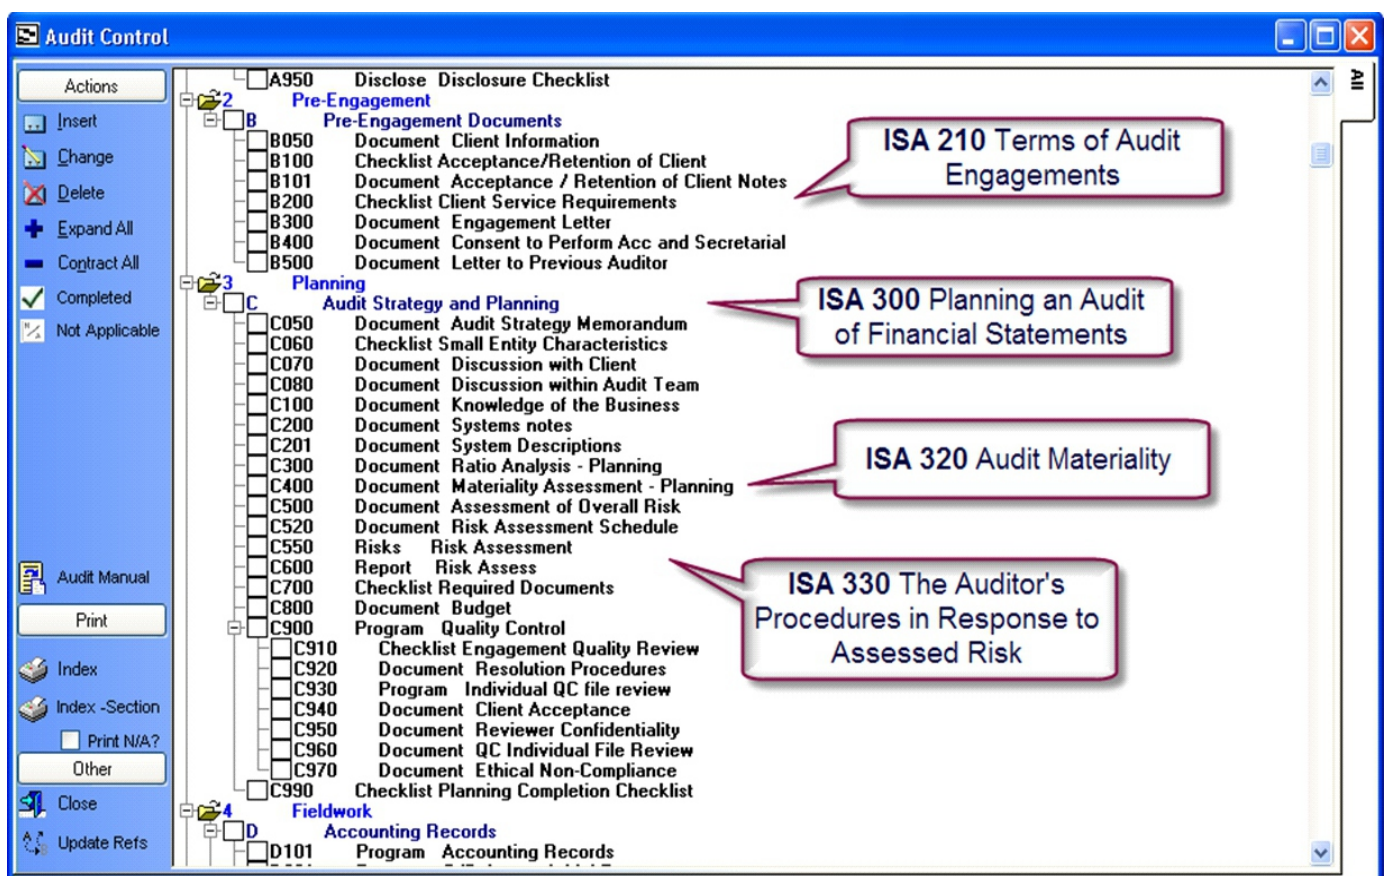 Audit Control
All
Actions
Insert
Change
Delete
Expand All
Contract All
Completed
Not Applicable
Audit Manual
Print
Index
Index -Section
Print N/A?
Other
Close
Update Refs
A950 Disclose Disclosure Checklist
2 Pre-Engagement
B Pre-Engagement Documents
B050 Document Client Information
B100 Checklist Acceptance/Retention of Client
B101 Document Acceptance / Retention of Client Notes
B200 Checklist Client Service Requirements
B300 Document Engagement Letter
B400 Document Consent to Perform Acc and Secretarial
B500 Document Letter to Previous Auditor
3 Planning
C Audit Strategy and Planning
C050 Document Audit Strategy Memorandum
C060 Checklist Small Entity Characteristics
C070 Document Discussion with Client
C080 Document Discussion within Audit Team
C100 Document Knowledge of the Business
C200 Document Systems notes
C201 Document System Descriptions
C300 Document Ratio Analysis - Planning
C400 Document Materiality Assessment - Planning
C500 Document Assessment of Overall Risk
C520 Document Risk Assessment Schedule
C550 Risks Risk Assessment
C600 Report Risk Assess
C700 Checklist Required Documents
C800 Document Budget
C900 Program Quality Control
C910 Checklist Engagement Quality Review
C920 Document Resolution Procedures
C930 Program Individual QC file review
C940 Document Client Acceptance
C950 Document Reviewer Confidentiality
C960 Document QC Individual File Review
C970 Document Ethical Non-Compliance
C990 Checklist Planning Completion Checklist
4 Fieldwork
D Accounting Records
D101 Program Accounting Records
ISA 210 Terms of Audit
Engagements
ISA 300 Planning an Audit
of Financial Statements
ISA 320 Audit Materiality
ISA 330 The Auditor's
Procedures in Response to
Assessed Risk